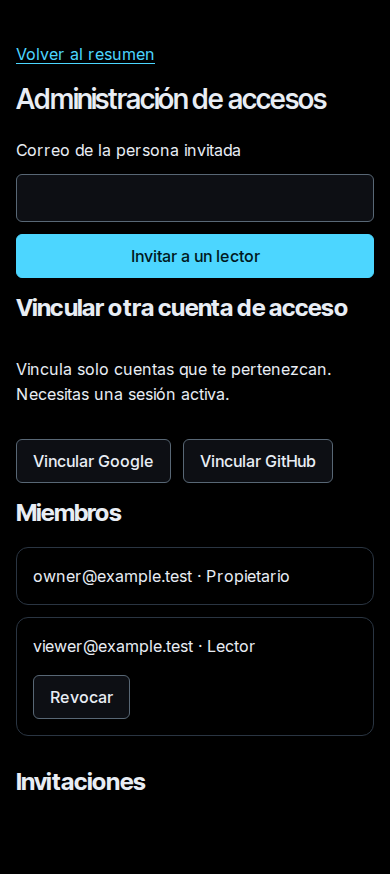 Volver al resumen
Administración de accesos
Correo de la persona invitada
Invitar a un lector
Vincular otra cuenta de acceso
Vincula solo cuentas que te pertenezcan.
Necesitas una sesión activa.
Vincular Google
Vincular GitHub
Miembros
owner@example.test · Propietario
viewer@example.test · Lector
Revocar
Invitaciones